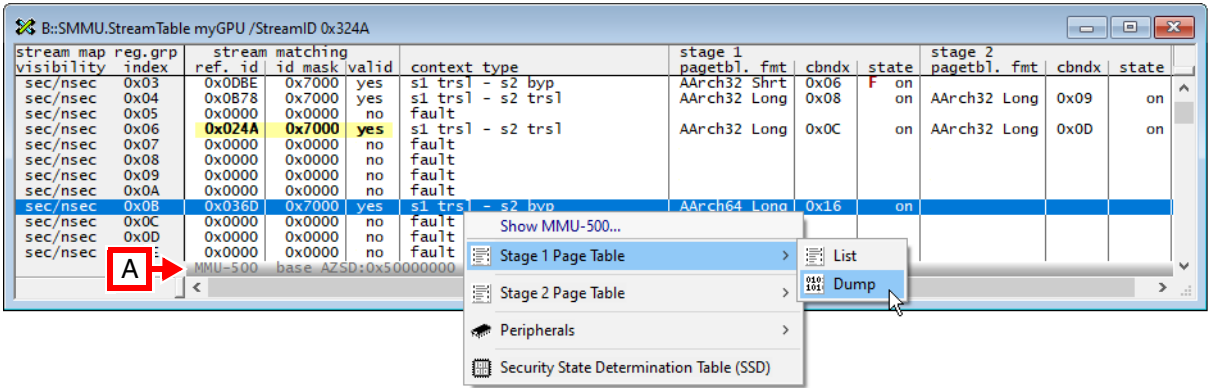 B::SMMU.StreamTable myGPU /StreamID 0x324A
stream map reg.grp stream matching stage 1 stage 2
visibility index ref. id id mask valid context type pagetbl. fmt cbndx state pagetbl. fmt cbndx state
sec/nsec 0x03 0x0DBE 0x7000 yes s1 trsl - s2 byp AArch32 Shrt 0x06 F on
sec/nsec 0x04 0x0B78 0x7000 yes s1 trsl - s2 trsl AArch32 Long 0x08 on AArch32 Long 0x09 on
sec/nsec 0x05 0x0000 0x0000 no fault
sec/nsec 0x06 0x024A 0x7000 yes s1 trsl - s2 trsl AArch32 Long 0x0C on AArch32 Long 0x0D on
sec/nsec 0x07 0x0000 0x0000 no fault
sec/nsec 0x08 0x0000 0x0000 no fault
sec/nsec 0x09 0x0000 0x0000 no fault
sec/nsec 0x0A 0x0000 0x0000 no fault
sec/nsec 0x0B 0x036D 0x7000 yes s1 trsl - s2 byp AArch64 Long 0x16 on
sec/nsec 0x0C 0x0000 0x0000 no fault
sec/nsec 0x0D 0x0000 0x0000 no fault
sec/nsec 0x0000 0x0000 no fault
A
MMU-500 base AZSD:0x50000000
Show MMU-500...
Stage 1 Page Table
Stage 2 Page Table
Peripherals
Security State Determination Table (SSD)
List
Dump